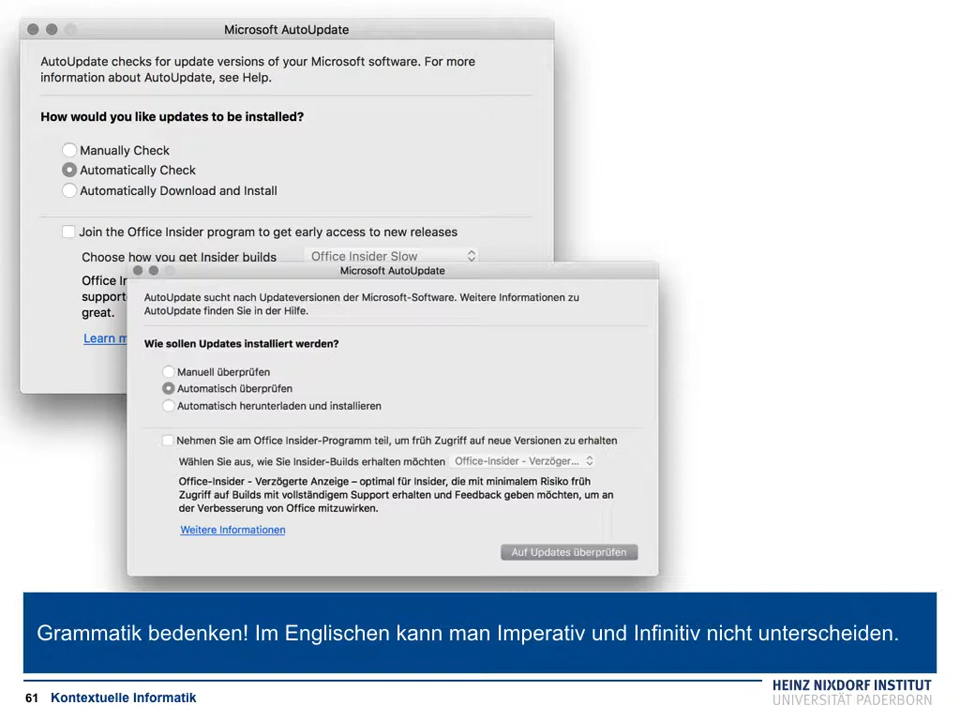 Microsoft AutoUpdate
AutoUpdate checks for update versions of your Microsoft software. For more
information about AutoUpdate, see Help.
How would you like updates to be installed?
Manually Check
Automatically Check
Automatically Download and Install
Join the Office Insider program to get early access to new releases
Choose how you get Insider builds
Office Insider Slow
Office
support
great.
Learn
Microsoft AutoUpdate
AutoUpdate sucht nach Updateversionen der Microsoft-Software. Weitere Informationen zu
AutoUpdate finden Sie in der Hilfe.
Wie sollen Updates installiert werden?
Manuell überprüfen
Automatisch überprüfen
Automatisch herunterladen und installieren
Nehmen Sie am Office Insider-Programm teil, um früh Zugriff auf neue Versionen zu erhalten
Wählen Sie aus, wie Sie Insider-Builds erhalten möchten
Office-Insider - Verzöger...
Office-Insider - Verzögerte Anzeige – optimal für Insider, die mit minimalem Risiko früh
Zugriff auf Builds mit vollständigem Support erhalten und Feedback geben möchten, um an
der Verbesserung von Office mitzuwirken.
Weitere Informationen
Auf Updates überprüfen
Grammatik bedenken! Im Englischen kann man Imperativ und Infinitiv nicht unterscheiden.
61 Kontextuelle Informatik
HEINZ NIXDORF INSTITUT
UNIVERSITÄT PADERBORN